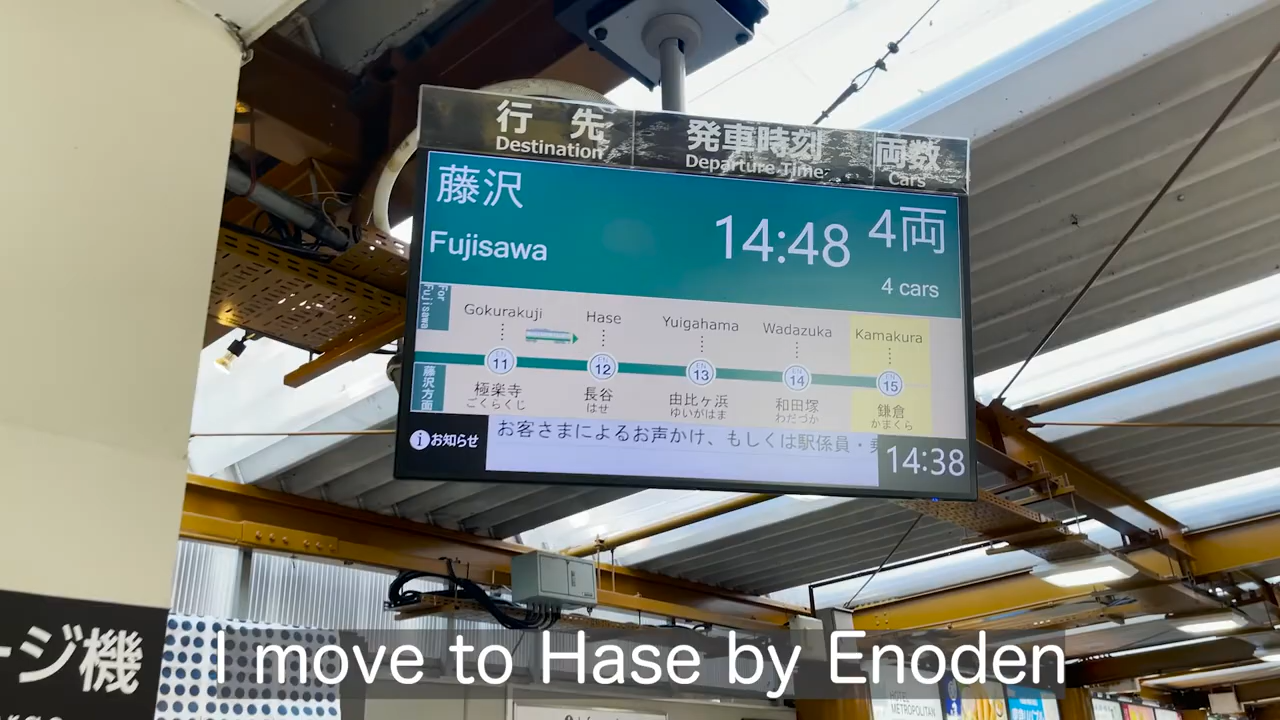 行先 発車時刻 両数
Destination Departure Time Cars
藤沢 14:48 4両
Fujisawa 4 cars
For Fujisawa
Gokurakuji Hase Yuigahama Wadazuka Kamakura
11 12 13 14 15
藤沢方面
極楽寺 長谷 由比ヶ浜 和田塚 鎌倉
ごくらくじ はせ ゆいがはま わだづか かまくら
お知らせ お客さまによるお声かけ、もしくは駅係員・ 14:38
ージ機
I move to Hase by Enoden
HOTEL
METROPOLITAN